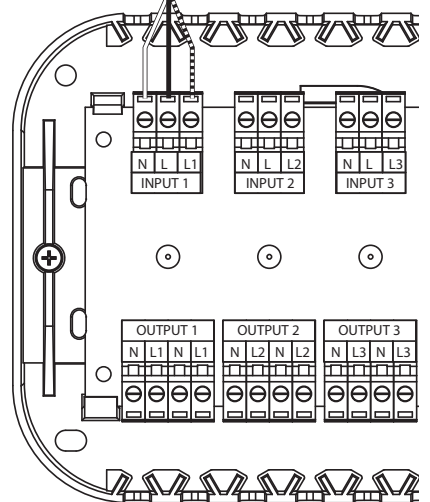 N L L1 N L L2 N L L3
INPUT 1 INPUT 2 INPUT 3
OUTPUT 1 OUTPUT 2 OUTPUT 3
N L1 N L1 N L2 N L2 N L3 N L3